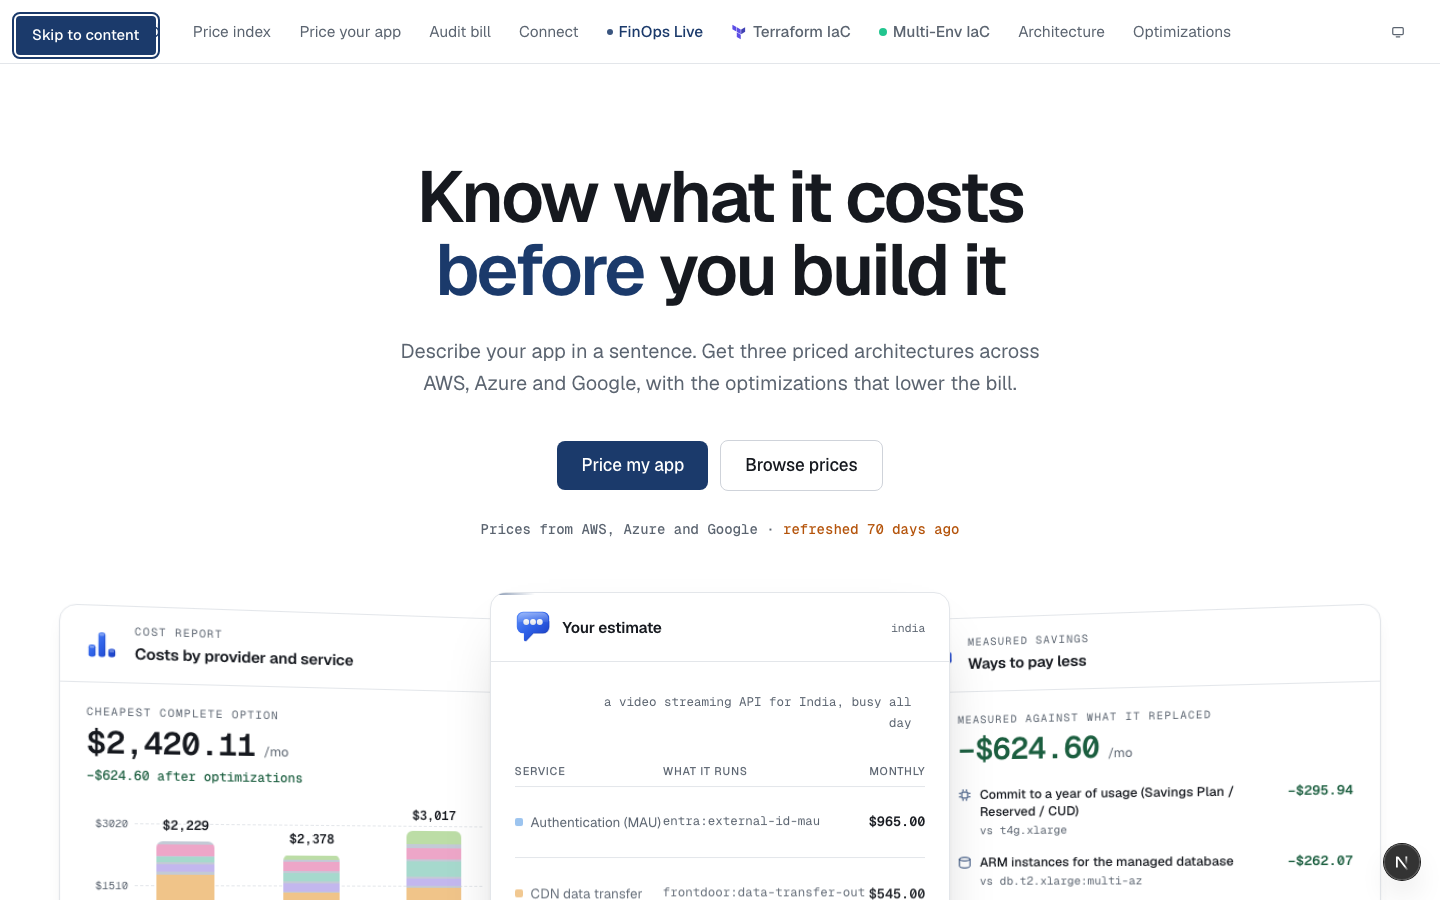 Skip to content
Price index
Price your app
Audit bill
Connect
FinOps Live
Terraform IaC
Multi-Env IaC
Architecture
Optimizations
Know what it costs
before you build it
Describe your app in a sentence. Get three priced architectures across
AWS, Azure and Google, with the optimizations that lower the bill.
Price my app
Browse prices
Prices from AWS, Azure and Google · refreshed 70 days ago
COST REPORT
Costs by provider and service
CHEAPEST COMPLETE OPTION
$2,420.11 /mo
−$624.60 after optimizations
$3020
$2,229
$2,378
$3,017
$1510
Your estimate
india
a video streaming API for India, busy all
day
SERVICE WHAT IT RUNS MONTHLY
Authentication (MAU) entra:external-id-mau $965.00
CDN data transfer frontdoor:data-transfer-out $545.00
MEASURED SAVINGS
Ways to pay less
MEASURED AGAINST WHAT IT REPLACED
−$624.60 /mo
Commit to a year of usage (Savings Plan / −$295.94
Reserved / CUD)
vs t4g.xlarge
ARM instances for the managed database −$262.07
vs db.t2.xlarge:multi-az
N